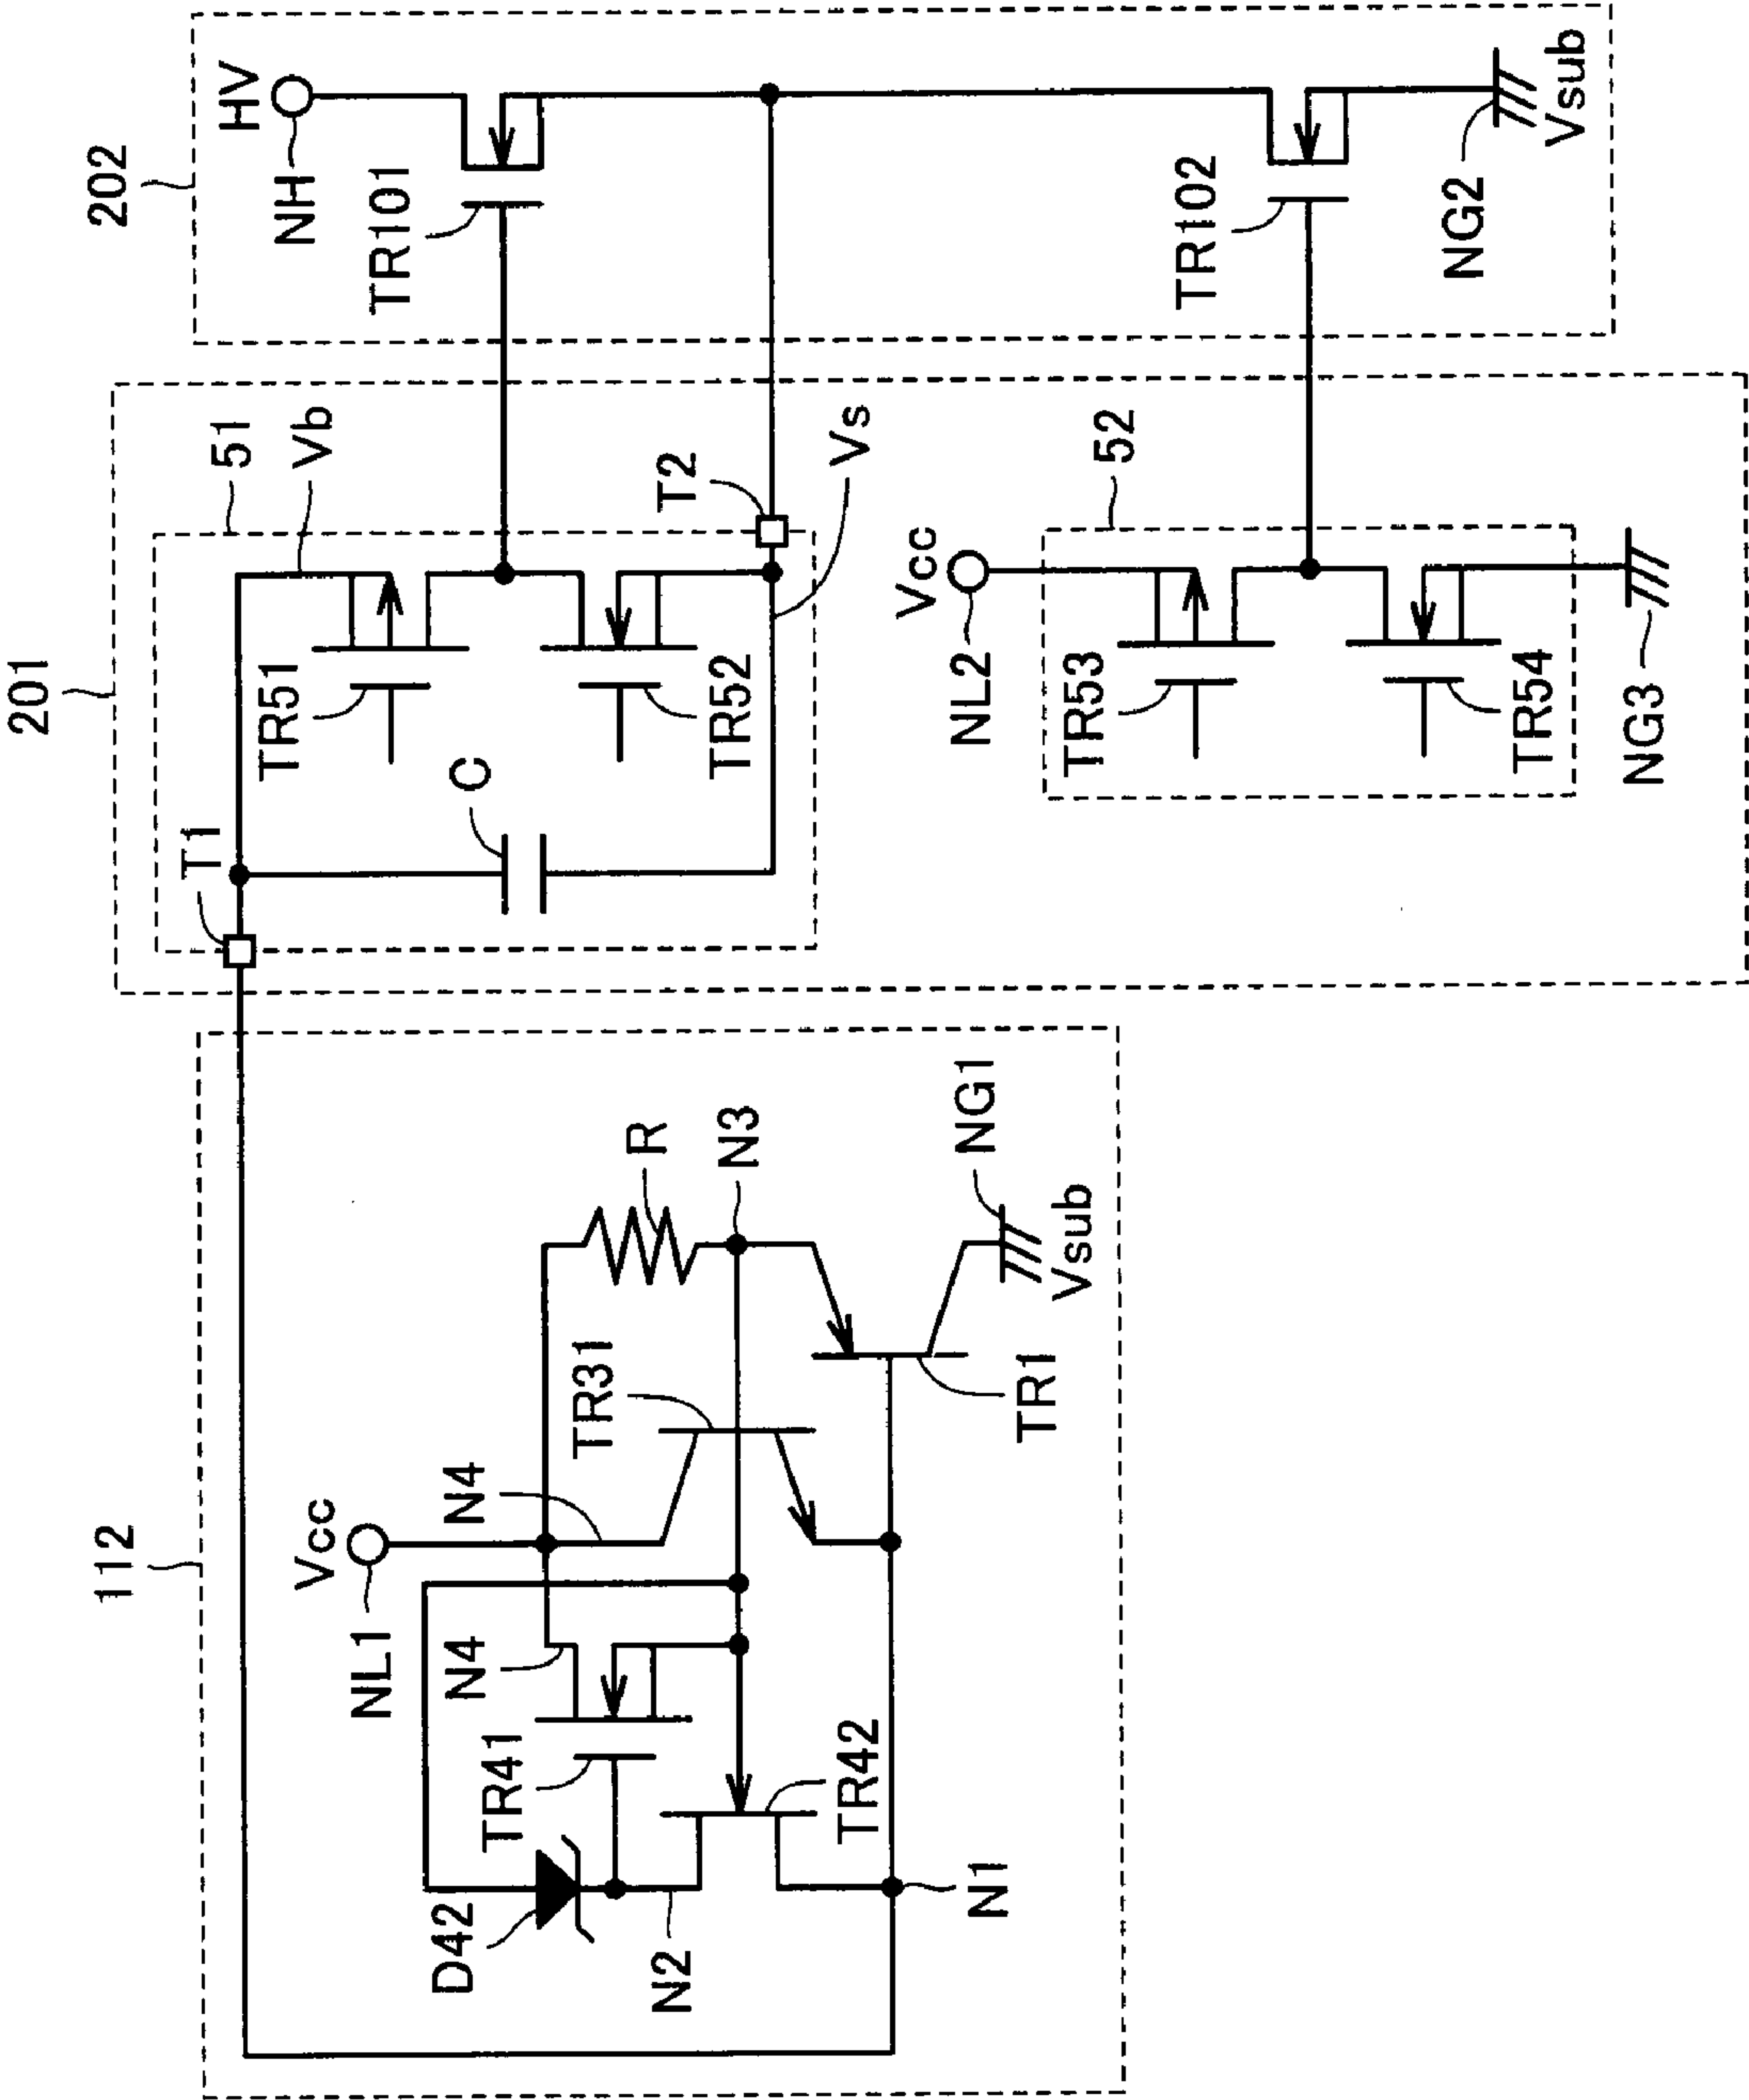 112
201
202
Vcc
NL1
N4
N4
TR41
D42
N2
TR42
N1
TR31
R
N3
TR1
NG1
Vsub
T1
C
51
Vb
TR51
TR52
T2
Vs
Vcc
NL2
52
TR53
TR54
NG3
HV
NH
TR101
TR102
NG2
Vsub